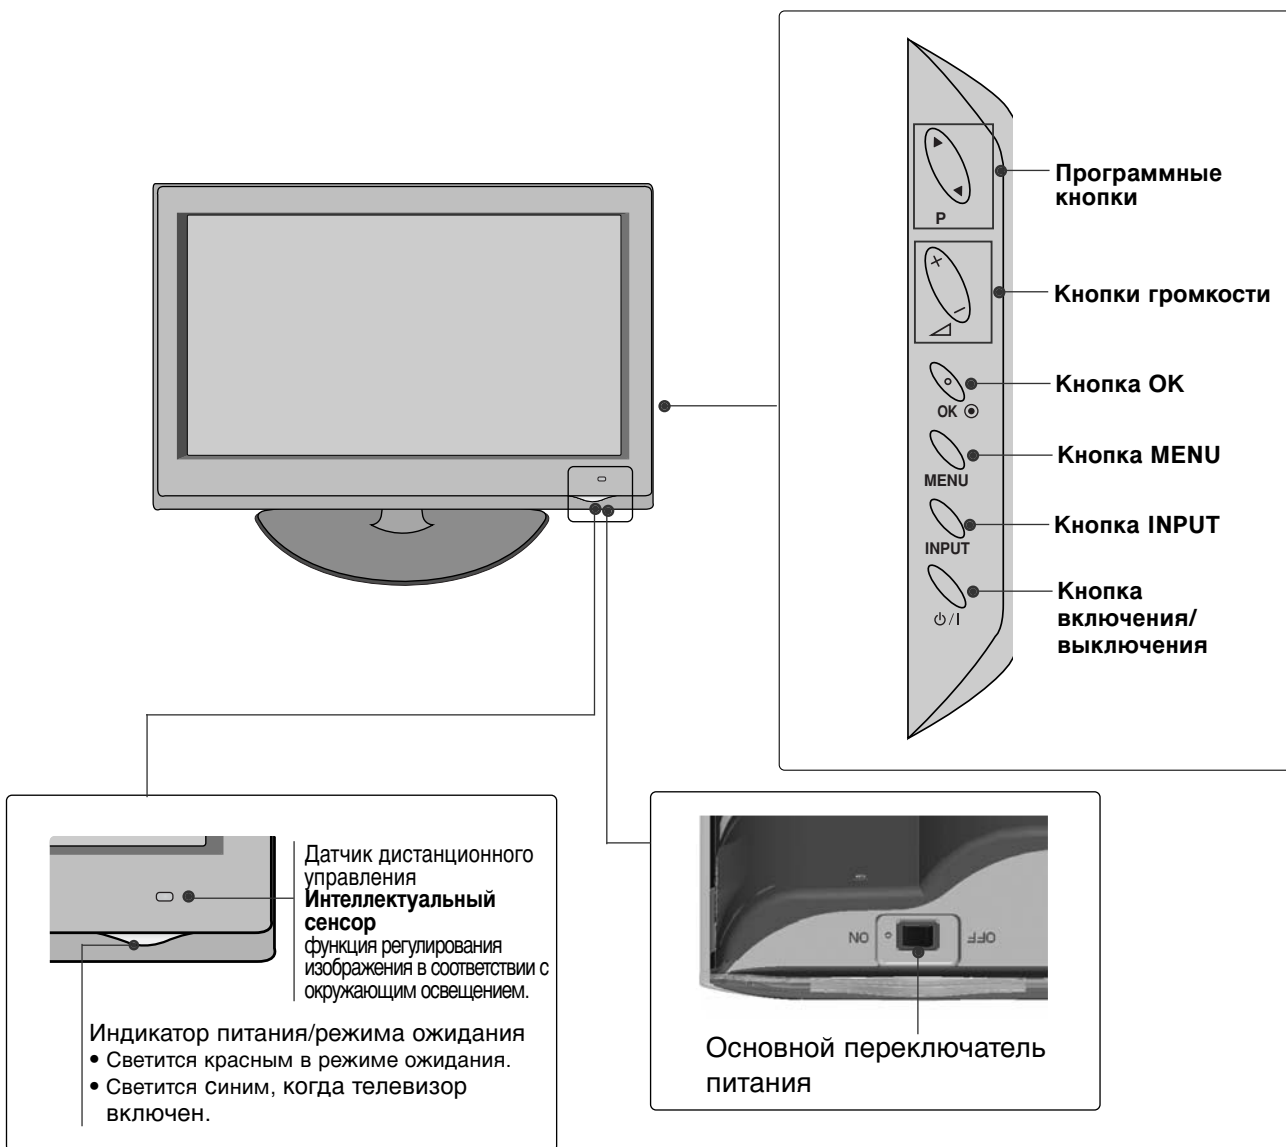 Программные
кнопки
P
Кнопки громкости
Кнопка OK
OK
Кнопка MENU
MENU
Кнопка INPUT
INPUT
Кнопка
включения/
выключения
/I
Датчик дистанционного
управления
Интеллектуальный
сенсор
функция регулирования
изображения в соответствии с
окружающим освещением.
Индикатор питания/режима ожидания
• Светится красным в режиме ожидания.
• Светится синим, когда телевизор
включен.
ON
OFF
Основной переключатель
питания